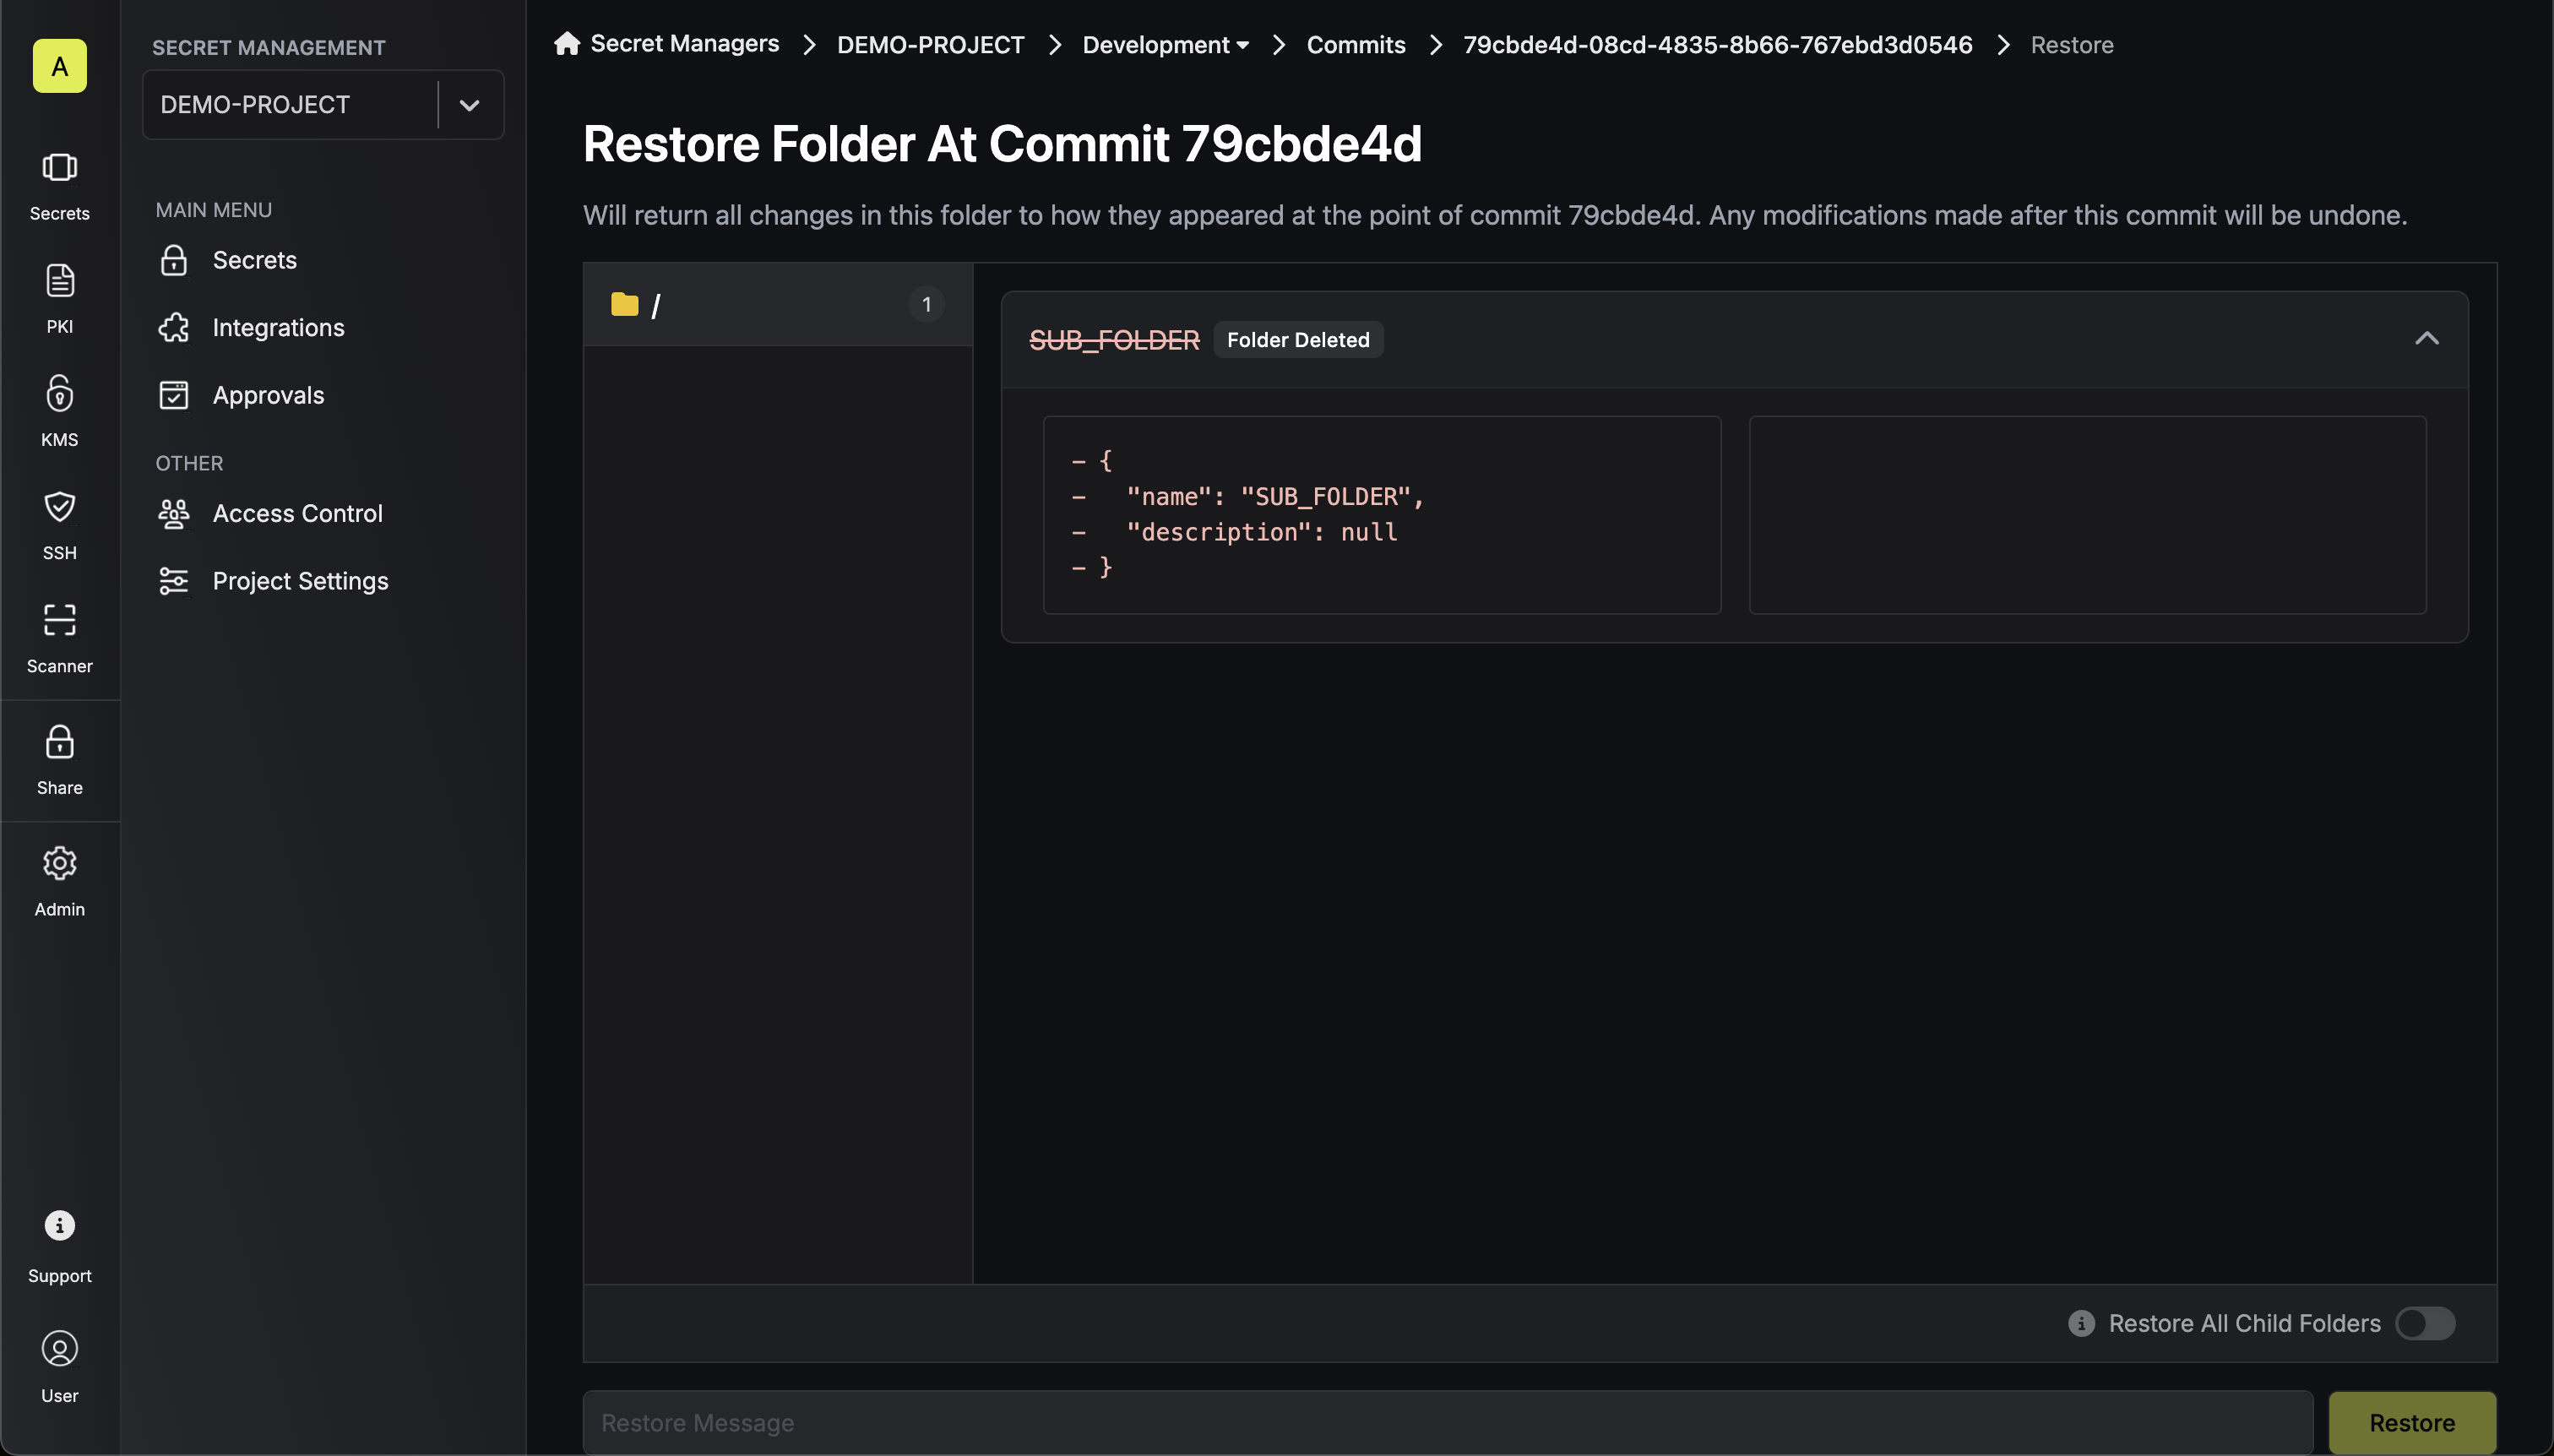 A
Secrets
PKI
KMS
SSH
Scanner
Share
Admin
Support
User
SECRET MANAGEMENT
DEMO-PROJECT
MAIN MENU
Secrets
Integrations
Approvals
OTHER
Access Control
Project Settings
Secret Managers > DEMO-PROJECT > Development > Commits > 79cbde4d-08cd-4835-8b66-767ebd3d0546 > Restore
Restore Folder At Commit 79cbde4d
Will return all changes in this folder to how they appeared at the point of commit 79cbde4d. Any modifications made after this commit will be undone.
/ 1
SUB_FOLDER Folder Deleted
- {
-   "name": "SUB_FOLDER",
-   "description": null
- }
Restore All Child Folders
Restore Message
Restore